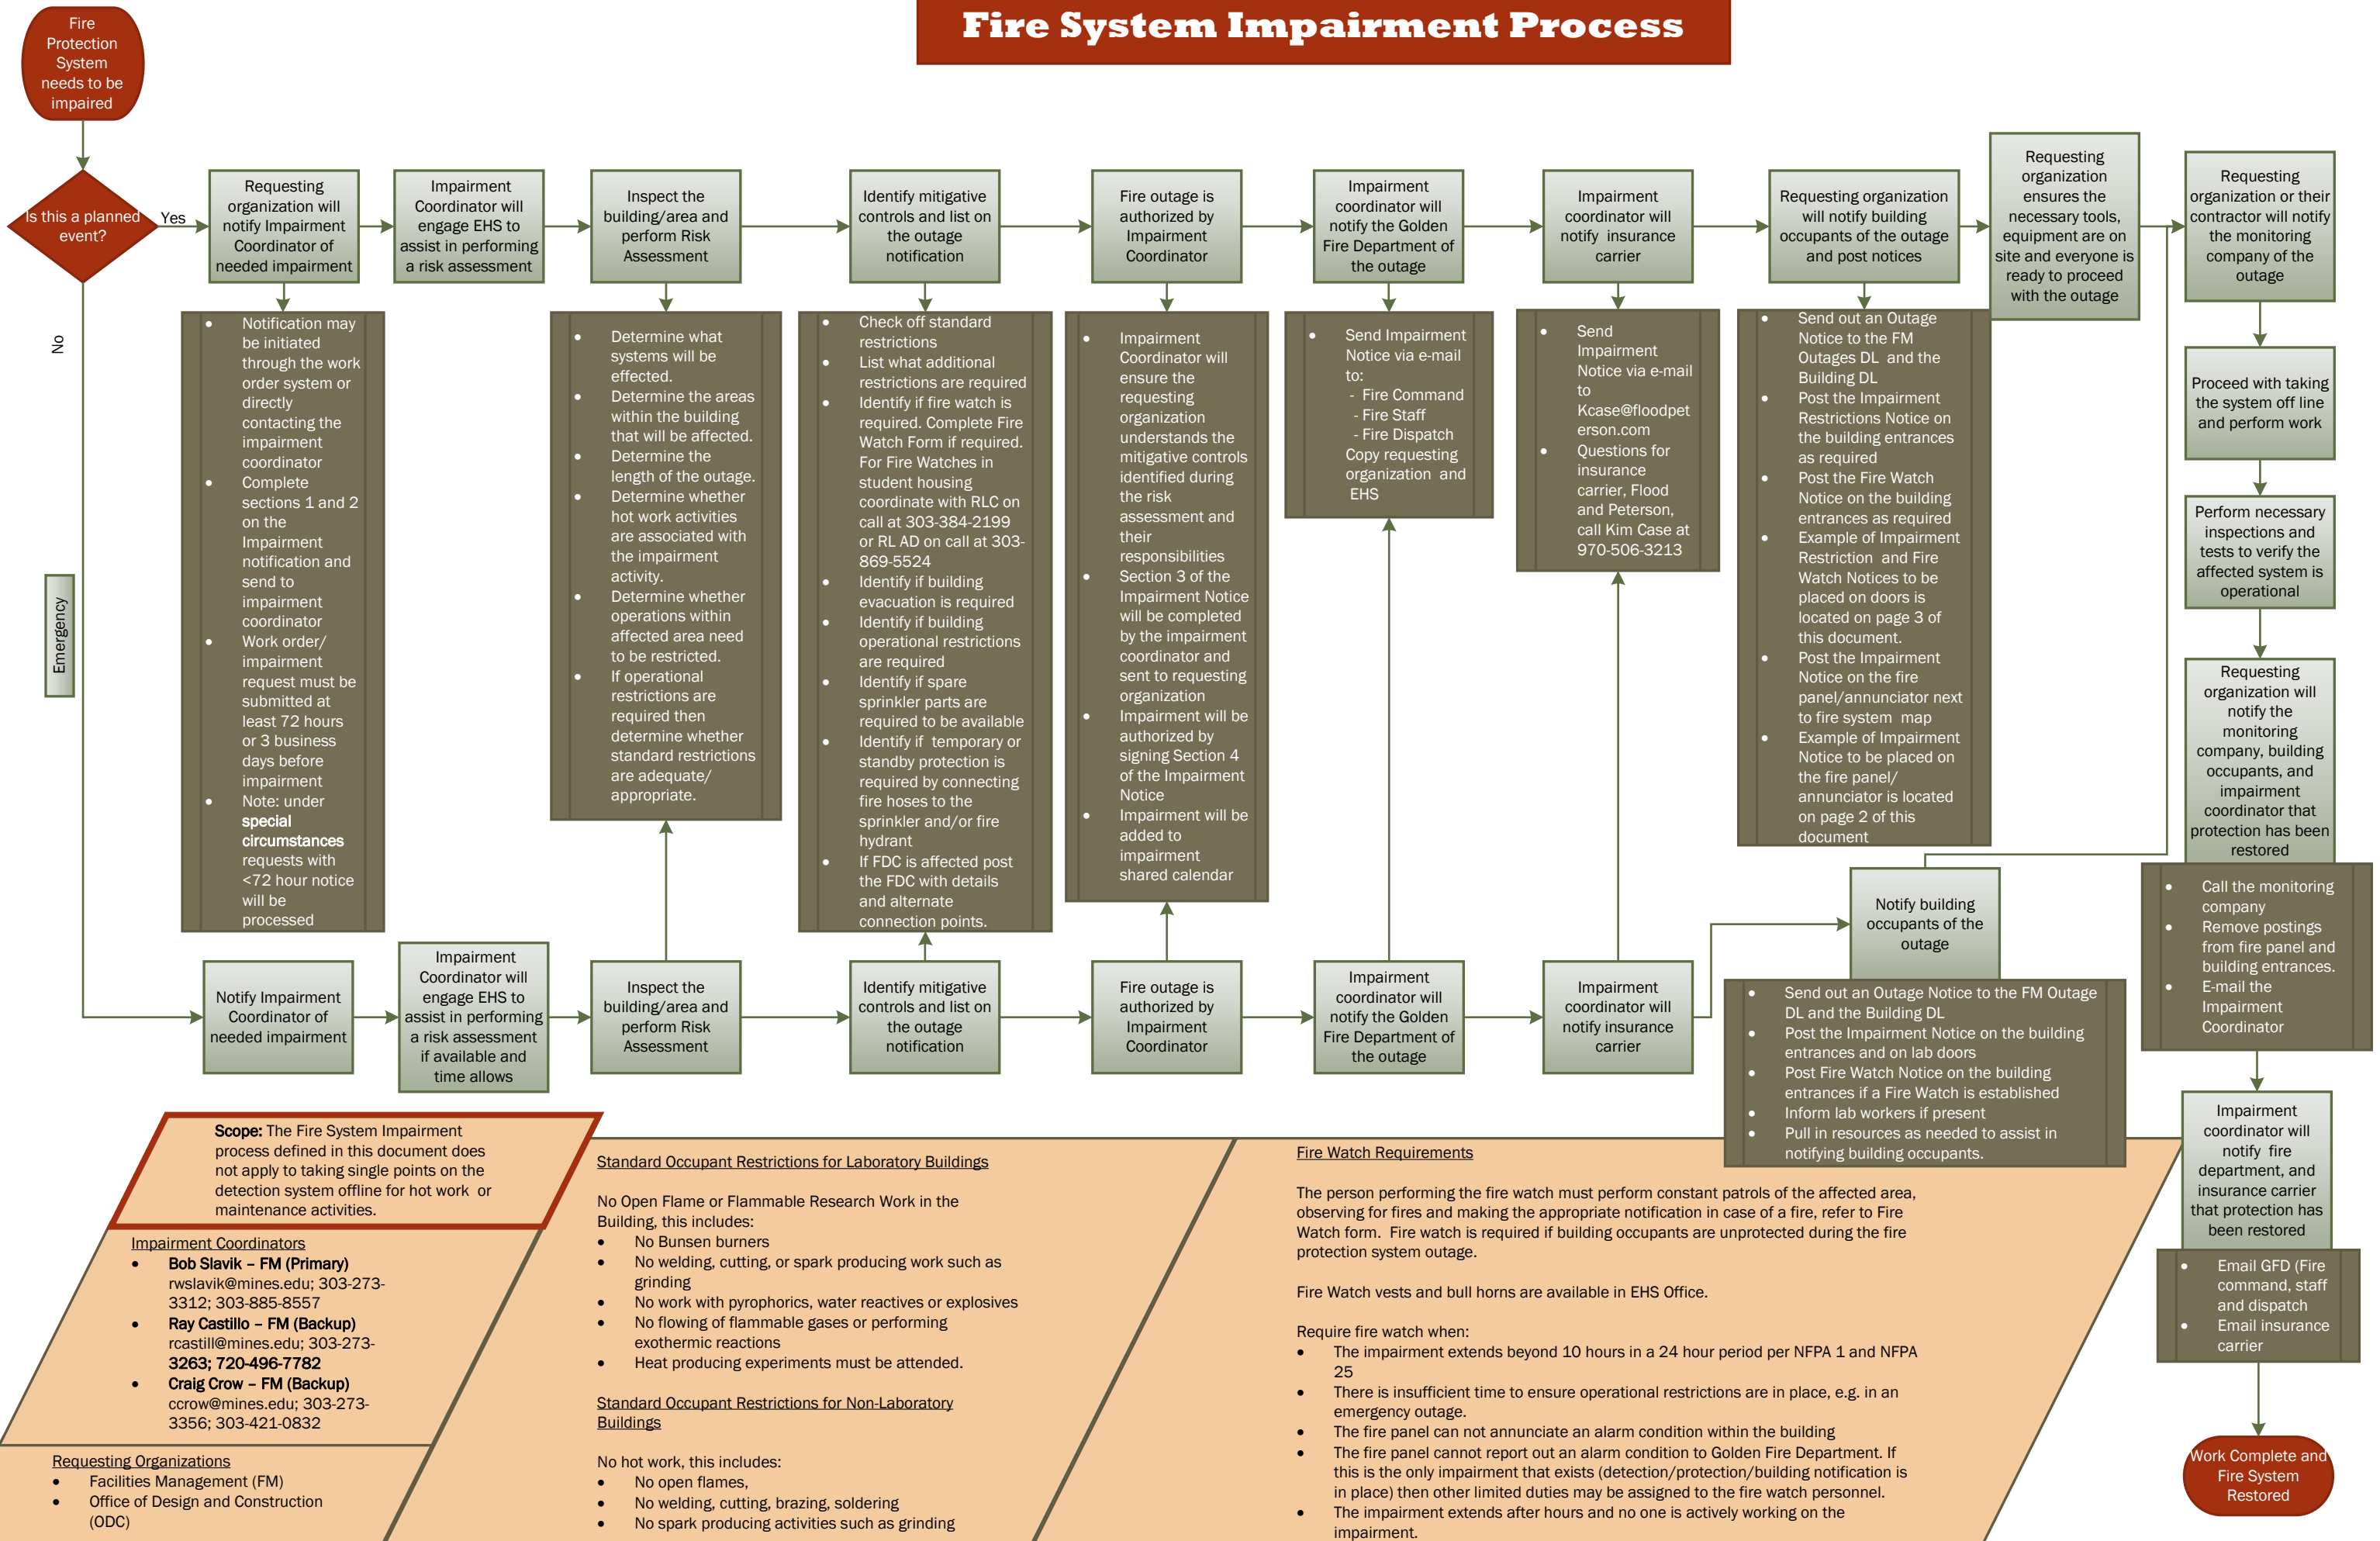 Fire System Impairment Process
Fire
Protection
System
needs to be
impaired
Is this a planned
event?
Yes
No
Emergency
Requesting
organization will
notify Impairment
Coordinator of
needed impairment
Impairment
Coordinator will
engage EHS to
assist in performing
a risk assessment
Inspect the
building/area and
perform Risk
Assessment
Identify mitigative
controls and list on
the outage
notification
Fire outage is
authorized by
Impairment
Coordinator
Impairment
coordinator will
notify the Golden
Fire Department of
the outage
Impairment
coordinator will
notify insurance
carrier
Requesting organization
will notify building
occupants of the outage
and post notices
Requesting
organization
ensures the
necessary tools,
equipment are on
site and everyone is
ready to proceed
with the outage
Requesting
organization or their
contractor will notify
the monitoring
company of the
outage
• Notification may
be initiated
through the work
order system or
directly
contacting the
impairment
coordinator
• Complete
sections 1 and 2
on the
Impairment
notification and
send to
impairment
coordinator
• Work order/
impairment
request must be
submitted at
least 72 hours
or 3 business
days before
impairment
• Note: under
special
circumstances
requests with
<72 hour notice
will be
processed
• Determine what
systems will be
effected.
• Determine the areas
within the building
that will be affected.
• Determine the
length of the outage.
• Determine whether
hot work activities
are associated with
the impairment
activity.
• Determine whether
operations within
affected area need
to be restricted.
• If operational
restrictions are
required then
determine whether
standard restrictions
are adequate/
appropriate.
• Check off standard
restrictions
• List what additional
restrictions are required
• Identify if fire watch is
required. Complete Fire
Watch Form if required.
For Fire Watches in
student housing
coordinate with RLC on
call at 303-384-2199
or RL AD on call at 303-
869-5524
• Identify if building
evacuation is required
• Identify if building
operational restrictions
are required
• Identify if spare
sprinkler parts are
required to be available
• Identify if temporary or
standby protection is
required by connecting
fire hoses to the
sprinkler and/or fire
hydrant
• If FDC is affected post
the FDC with details
and alternate
connection points.
• Impairment
Coordinator will
ensure the
requesting
organization
understands the
mitigative controls
identified during
the risk
assessment and
their
responsibilities
• Section 3 of the
Impairment Notice
will be completed
by the impairment
coordinator and
sent to requesting
organization
• Impairment will be
authorized by
signing Section 4
of the Impairment
Notice
• Impairment will be
added to
impairment
shared calendar
• Send Impairment
Notice via e-mail
to:
- Fire Command
- Fire Staff
- Fire Dispatch
Copy requesting
organization and
EHS
• Send
Impairment
Notice via e-mail
to
Kcase@floodpet
erson.com
• Questions for
insurance
carrier, Flood
and Peterson,
call Kim Case at
970-506-3213
• Send out an Outage
Notice to the FM
Outages DL and the
Building DL
• Post the Impairment
Restrictions Notice on
the building entrances
as required
• Post the Fire Watch
Notice on the building
entrances as required
• Example of Impairment
Restriction and Fire
Watch Notices to be
placed on doors is
located on page 3 of
this document.
• Post the Impairment
Notice on the fire
panel/annunciator next
to fire system map
• Example of Impairment
Notice to be placed on
the fire panel/
annunciator is located
on page 2 of this
document
Proceed with taking
the system off line
and perform work
Perform necessary
inspections and
tests to verify the
affected system is
operational
Requesting
organization will
notify the
monitoring
company, building
occupants, and
impairment
coordinator that
protection has been
restored
• Call the monitoring
company
• Remove postings
from fire panel and
building entrances.
• E-mail the
Impairment
Coordinator
Notify Impairment
Coordinator of
needed impairment
Impairment
Coordinator will
engage EHS to
assist in performing
a risk assessment
if available and
time allows
Inspect the
building/area and
perform Risk
Assessment
Identify mitigative
controls and list on
the outage
notification
Fire outage is
authorized by
Impairment
Coordinator
Impairment
coordinator will
notify the Golden
Fire Department of
the outage
Impairment
coordinator will
notify insurance
carrier
Notify building
occupants of the
outage
• Send out an Outage Notice to the FM Outage
DL and the Building DL
• Post the Impairment Notice on the building
entrances and on lab doors
• Post Fire Watch Notice on the building
entrances if a Fire Watch is established
• Inform lab workers if present
• Pull in resources as needed to assist in
notifying building occupants.
Impairment
coordinator will
notify fire
department, and
insurance carrier
that protection has
been restored
• Email GFD (Fire
command, staff
and dispatch
• Email insurance
carrier
Work Complete and
Fire System
Restored
Scope: The Fire System Impairment
process defined in this document does
not apply to taking single points on the
detection system offline for hot work or
maintenance activities.
Impairment Coordinators
• Bob Slavik – FM (Primary)
rwslavik@mines.edu; 303-273-
3312; 303-885-8557
• Ray Castillo – FM (Backup)
rcastill@mines.edu; 303-273-
3263; 720-496-7782
• Craig Crow – FM (Backup)
ccrow@mines.edu; 303-273-
3356; 303-421-0832
Requesting Organizations
• Facilities Management (FM)
• Office of Design and Construction
(ODC)
Standard Occupant Restrictions for Laboratory Buildings
No Open Flame or Flammable Research Work in the
Building, this includes:
• No Bunsen burners
• No welding, cutting, or spark producing work such as
grinding
• No work with pyrophorics, water reactives or explosives
• No flowing of flammable gases or performing
exothermic reactions
• Heat producing experiments must be attended.
Standard Occupant Restrictions for Non-Laboratory
Buildings
No hot work, this includes:
• No open flames,
• No welding, cutting, brazing, soldering
• No spark producing activities such as grinding
Fire Watch Requirements
The person performing the fire watch must perform constant patrols of the affected area,
observing for fires and making the appropriate notification in case of a fire, refer to Fire
Watch form. Fire watch is required if building occupants are unprotected during the fire
protection system outage.
Fire Watch vests and bull horns are available in EHS Office.
Require fire watch when:
• The impairment extends beyond 10 hours in a 24 hour period per NFPA 1 and NFPA
25
• There is insufficient time to ensure operational restrictions are in place, e.g. in an
emergency outage.
• The fire panel can not annunciate an alarm condition within the building
• The fire panel cannot report out an alarm condition to Golden Fire Department. If
this is the only impairment that exists (detection/protection/building notification is
in place) then other limited duties may be assigned to the fire watch personnel.
• The impairment extends after hours and no one is actively working on the
impairment.